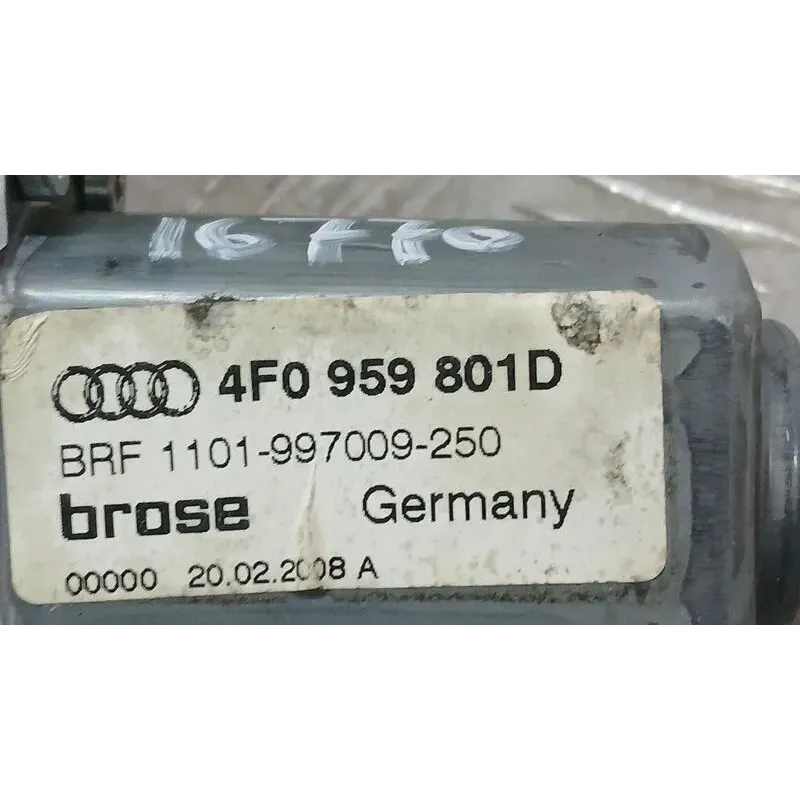 16770
4F0 959 801D
BRF 1101-997009-250
brose Germany
00000 20.02.2008 A